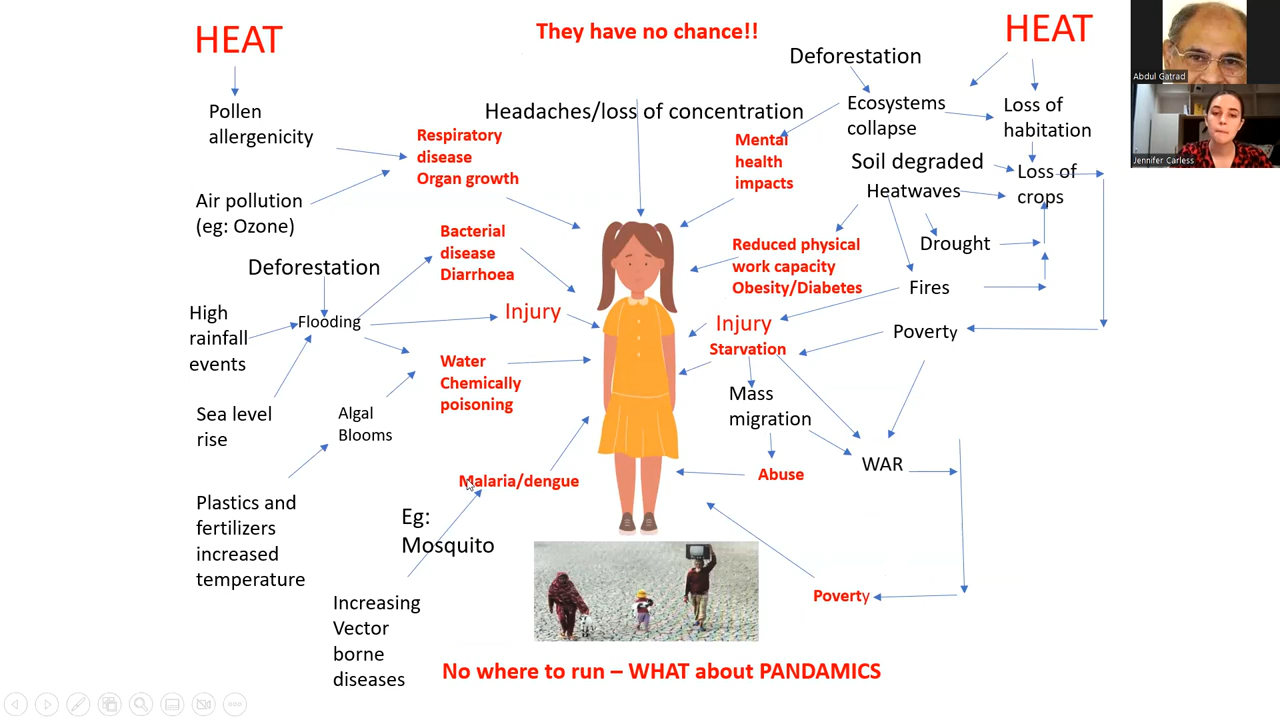 HEAT
They have no chance!!
HEAT
Abdul Gatrad
Jennifer Carless
Deforestation
Pollen
allergenicity
Headaches/loss of concentration
Ecosystems
collapse
Loss of
habitation
Respiratory
disease
Organ growth
Mental
health
impacts
Soil degraded
Loss of
crops
Heatwaves
Air pollution
(eg: Ozone)
Bacterial
disease
Diarrhoea
Reduced physical
work capacity
Obesity/Diabetes
Drought
Deforestation
Fires
High
rainfall
events
Flooding
Injury
Injury
Starvation
Poverty
Water
Chemically
poisoning
Mass
migration
Sea level
rise
Algal
Blooms
WAR
Malaria/dengue
Abuse
Plastics and
fertilizers
increased
temperature
Eg:
Mosquito
Increasing
Vector
borne
diseases
Poverty
No where to run – WHAT about PANDAMICS